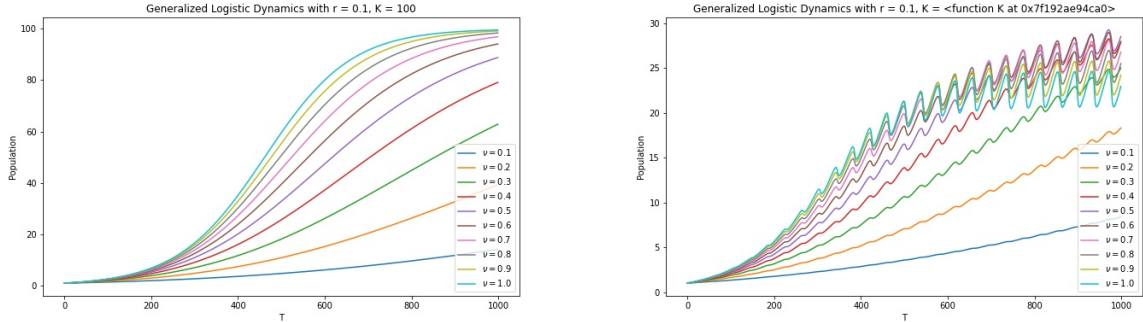 Generalized Logistic Dynamics with r = 0.1, K = 100
Population
100
80
60
40
20
0
0
200
400
600
800
1000
T
ν = 0.1
ν = 0.2
ν = 0.3
ν = 0.4
ν = 0.5
ν = 0.6
ν = 0.7
ν = 0.8
ν = 0.9
ν = 1.0
Generalized Logistic Dynamics with r = 0.1, K = <function K at 0x7f192ae94ca0>
Population
30
25
20
15
10
5
0
0
200
400
600
800
1000
T
ν = 0.1
ν = 0.2
ν = 0.3
ν = 0.4
ν = 0.5
ν = 0.6
ν = 0.7
ν = 0.8
ν = 0.9
ν = 1.0